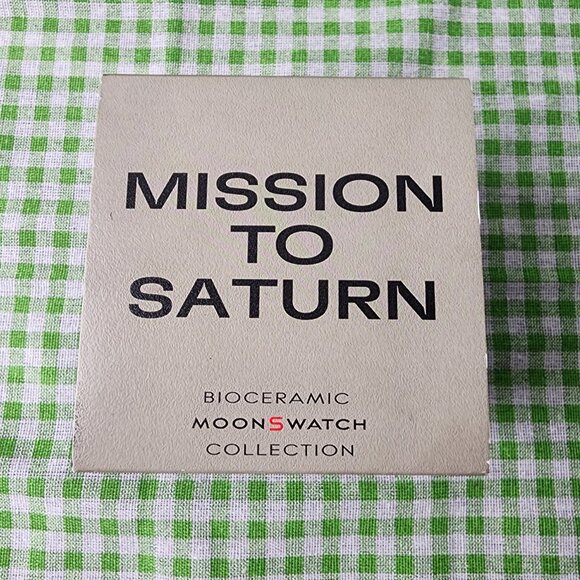 MISSION
TO
SATURN
BIOCERAMIC
MOONSWATCH
COLLECTION